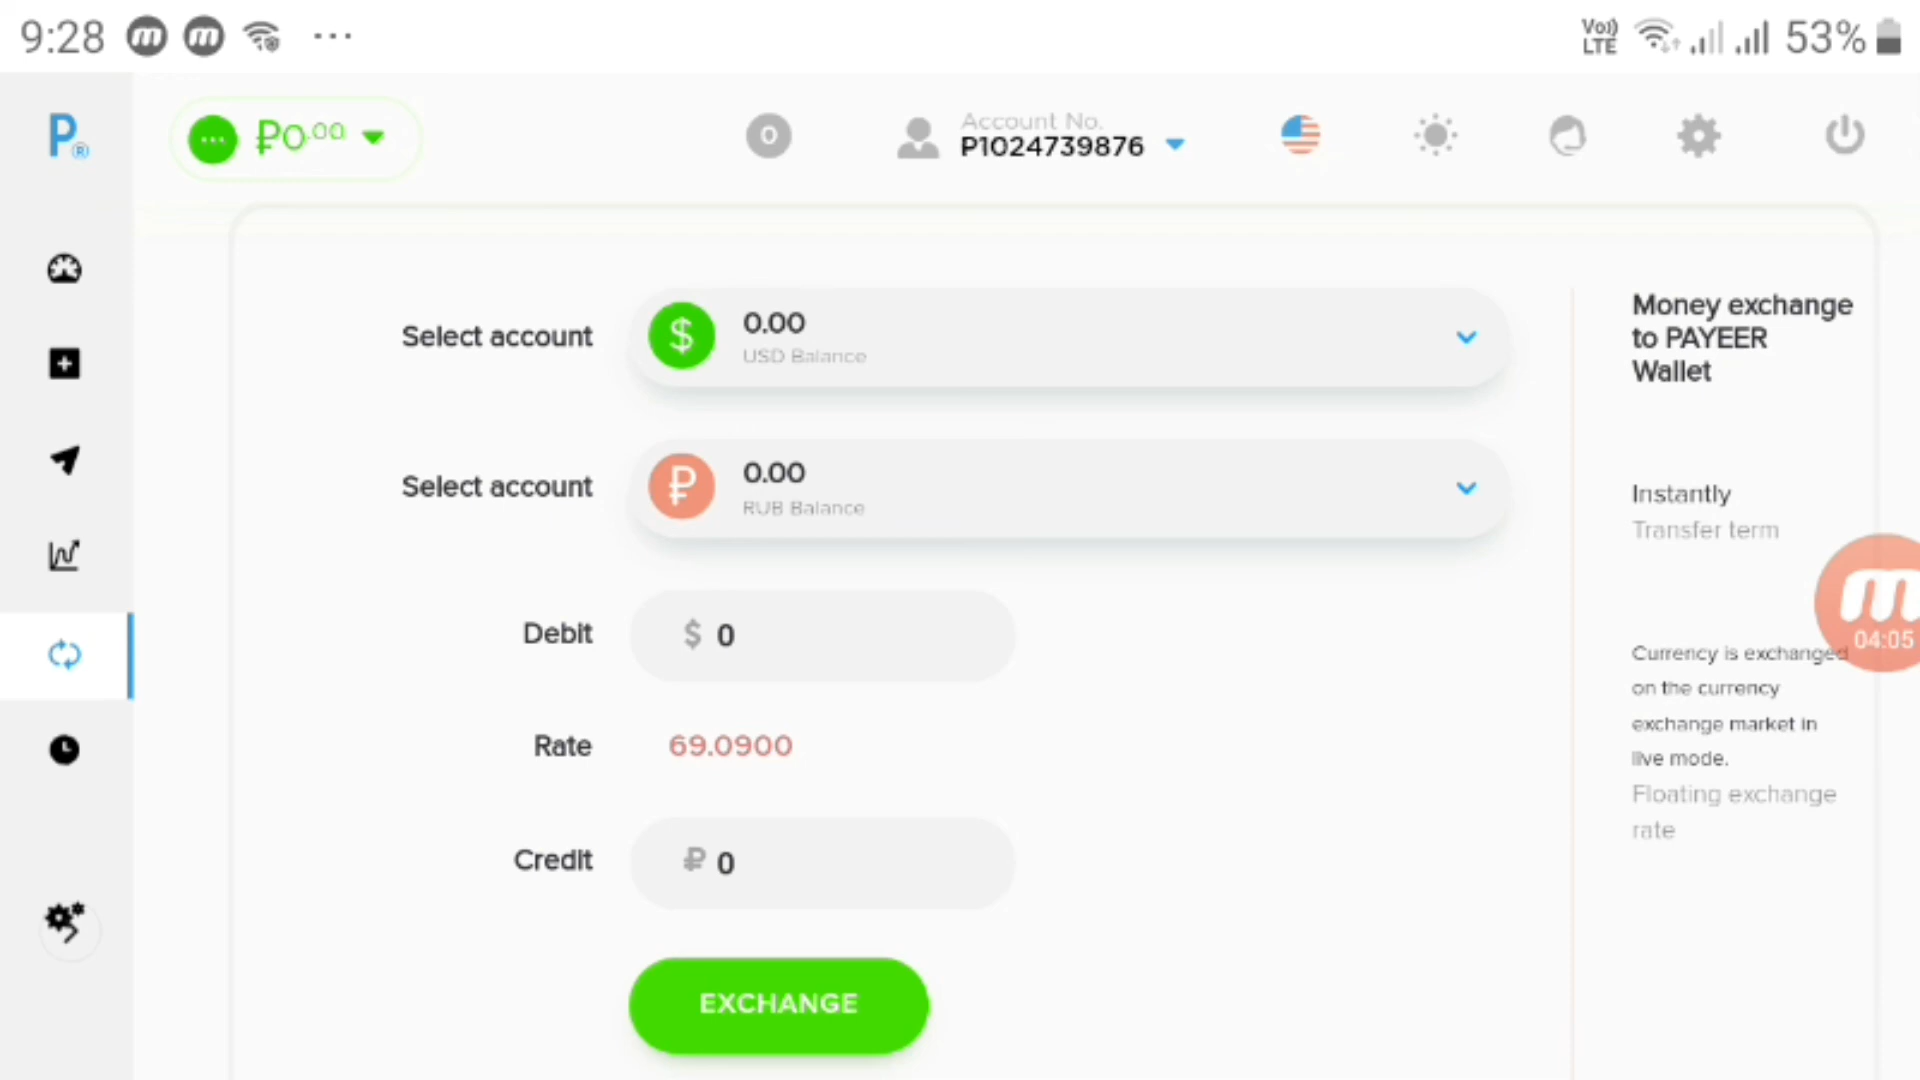 9:28
Vo)) LTE
53%
P®
₽0.00
0
Account No.
P1024739876
Select account
$
0.00
USD Balance
Select account
₽
0.00
RUB Balance
Debit
$ 0
Rate
69.0900
Credit
₽ 0
EXCHANGE
Money exchange
to PAYEER
Wallet
Instantly
Transfer term
04:05
Currency is exchanged
on the currency
exchange market in
live mode.
Floating exchange
rate